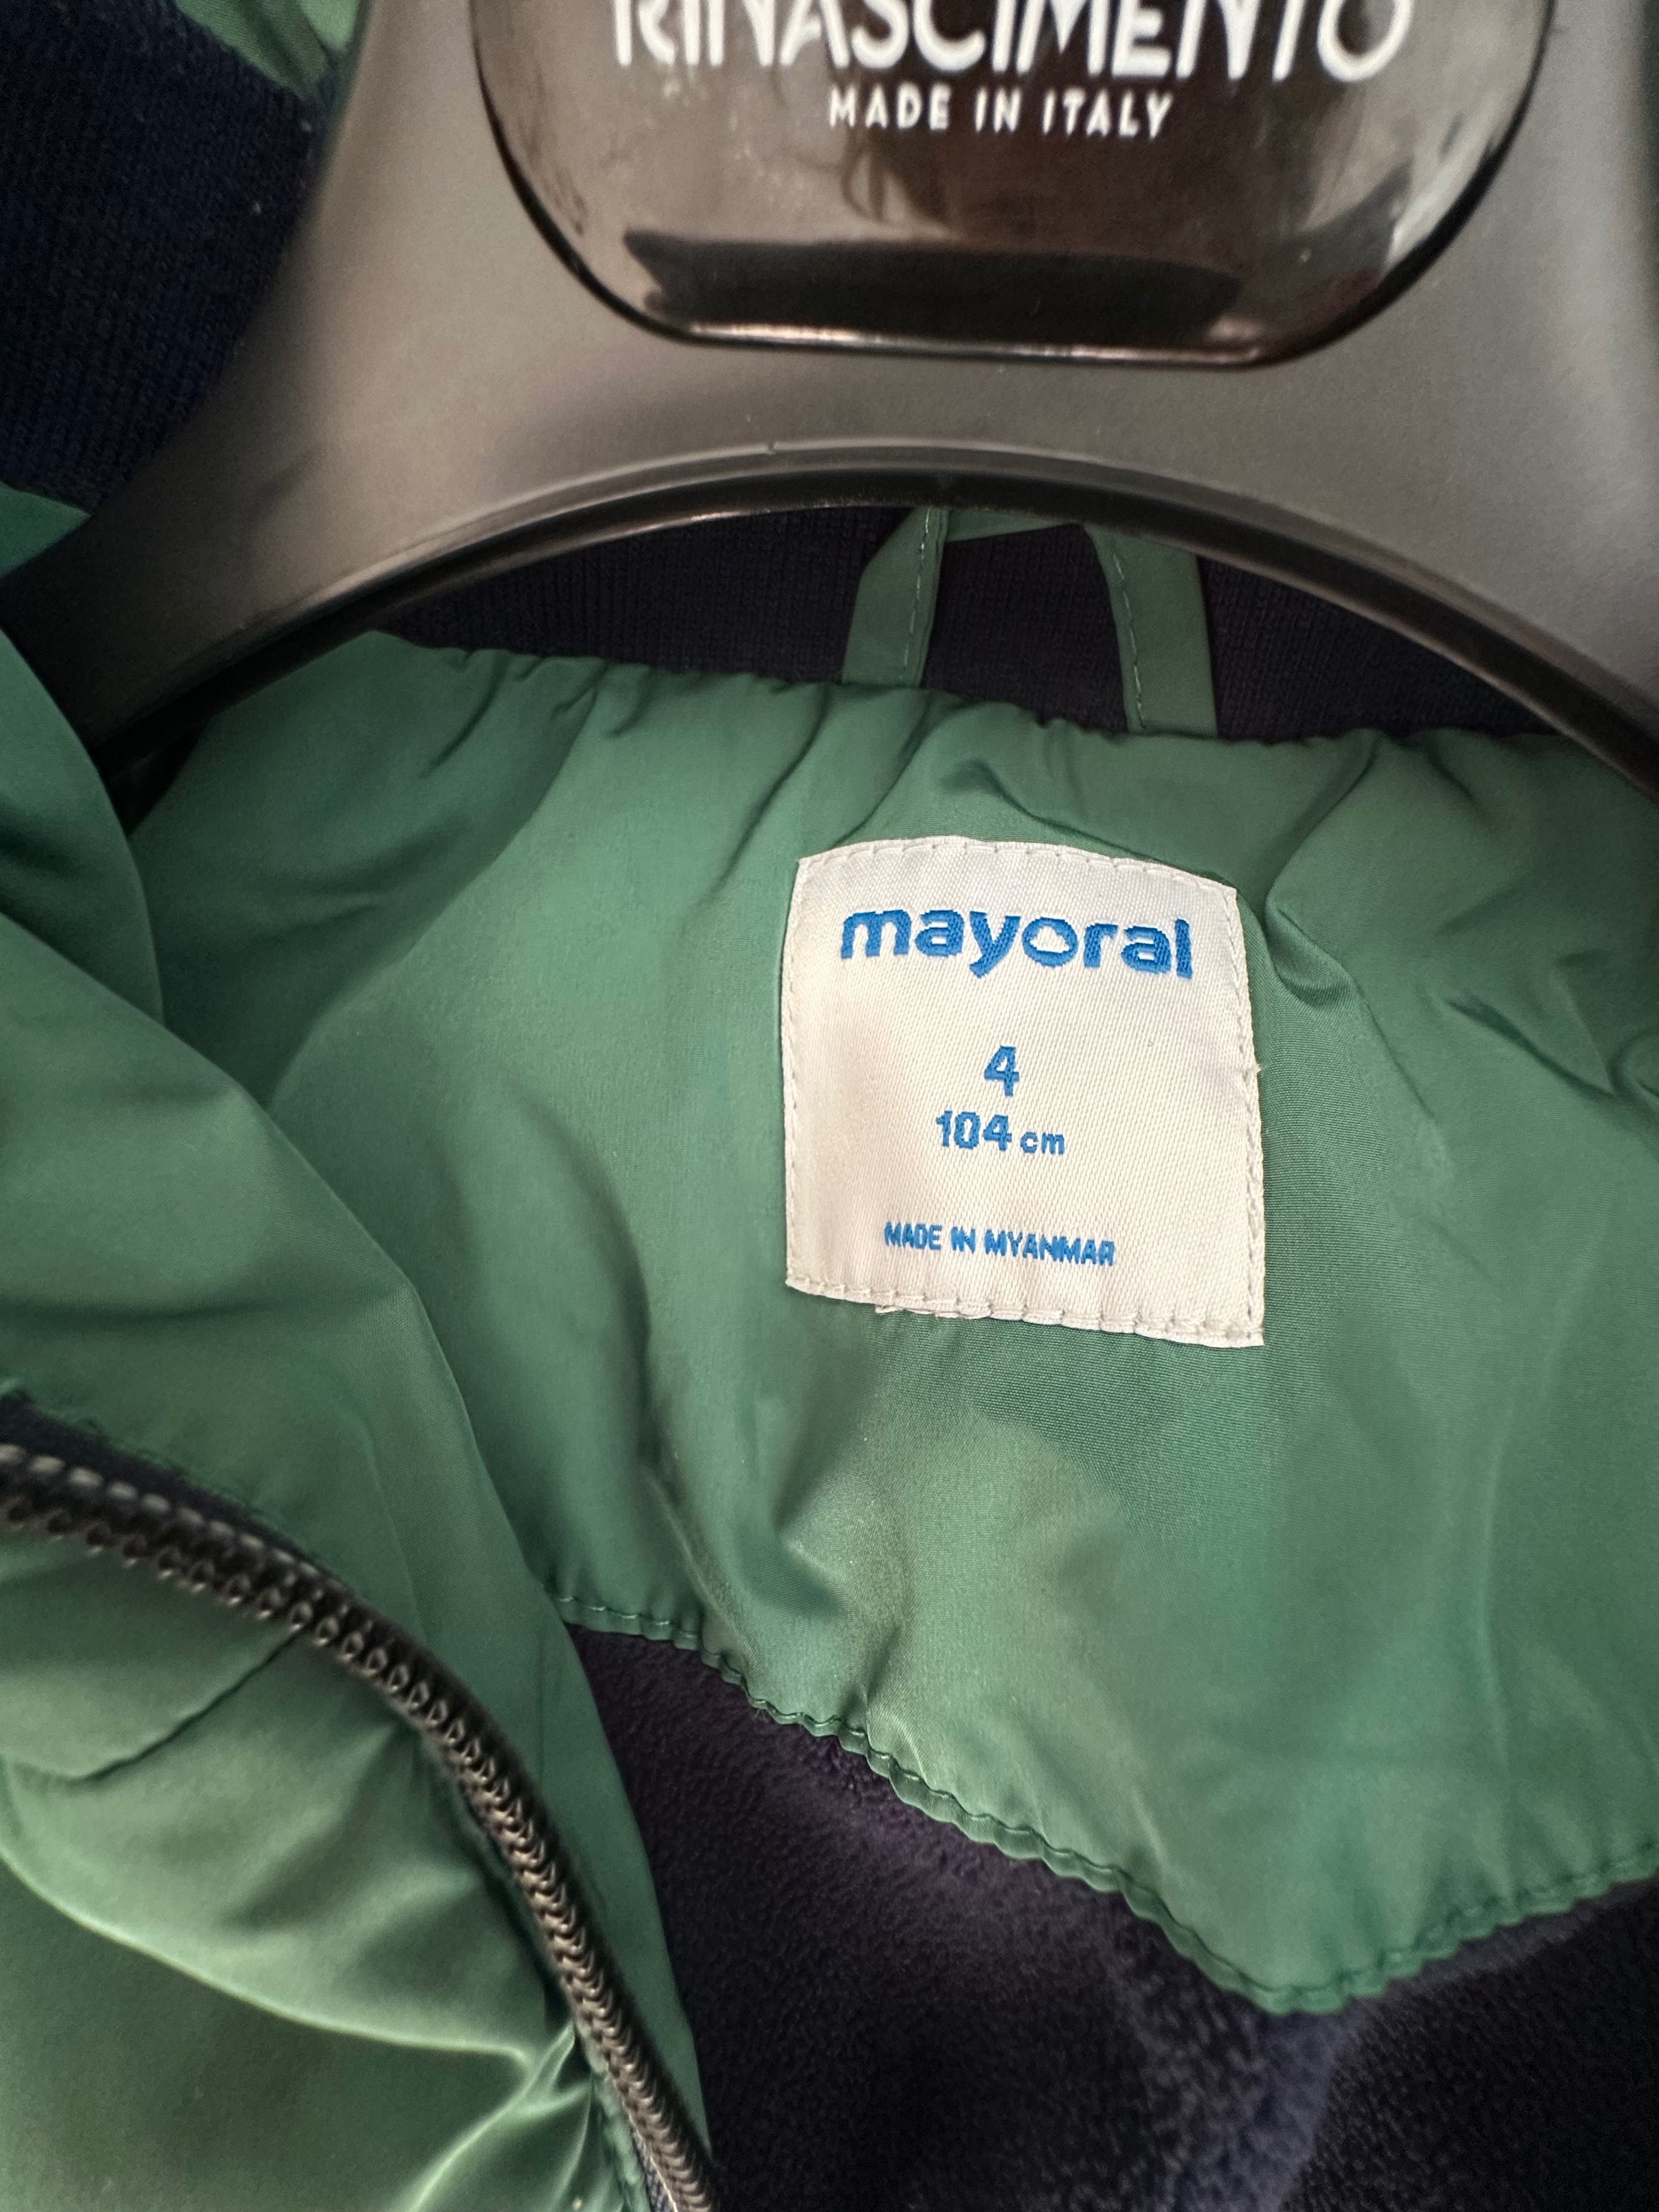 RINASCIMENTO
MADE IN ITALY
mayoral
4
104 cm
MADE IN MYANMAR